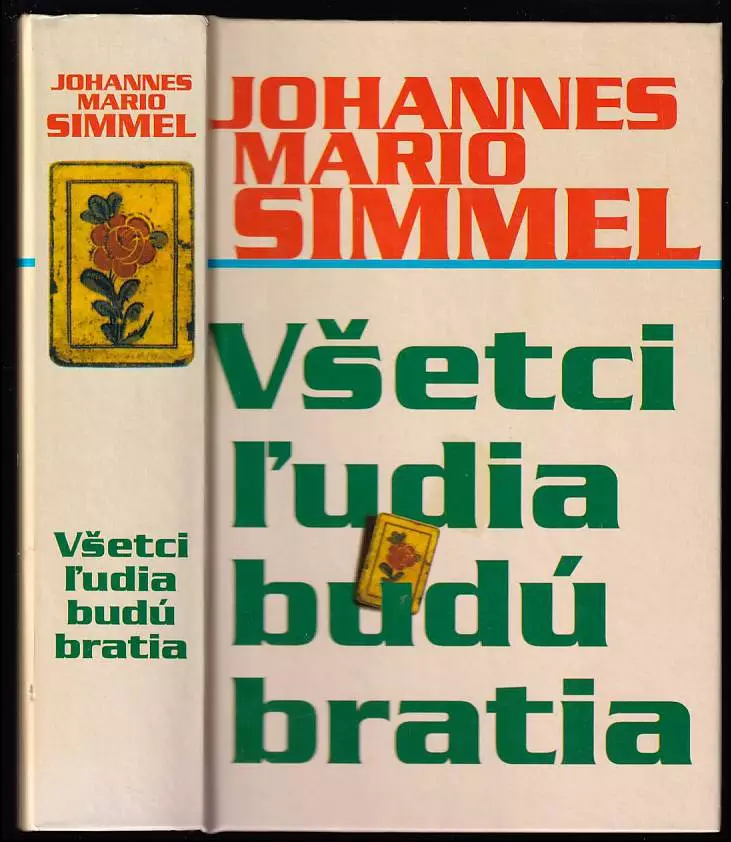 JOHANNES
MARIO
SIMMEL
Všetci
ľudia
budú
bratia
JOHANNES
MARIO
SIMMEL
Všetci
ľudia
budú
bratia